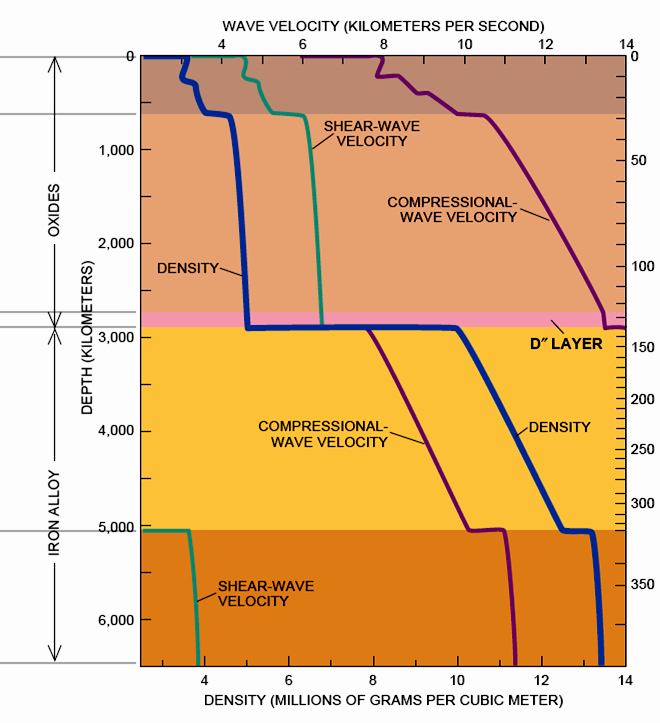 WAVE VELOCITY (KILOMETERS PER SECOND)
4 6 8 10 12 14
0
1,000
2,000
3,000
4,000
5,000
6,000
DEPTH (KILOMETERS)
OXIDES
IRON ALLOY
0
50
100
150
200
250
300
350
SHEAR-WAVE
VELOCITY
COMPRESSIONAL-
WAVE VELOCITY
DENSITY
D″ LAYER
COMPRESSIONAL-
WAVE VELOCITY
DENSITY
SHEAR-WAVE
VELOCITY
4 6 8 10 12 14
DENSITY (MILLIONS OF GRAMS PER CUBIC METER)